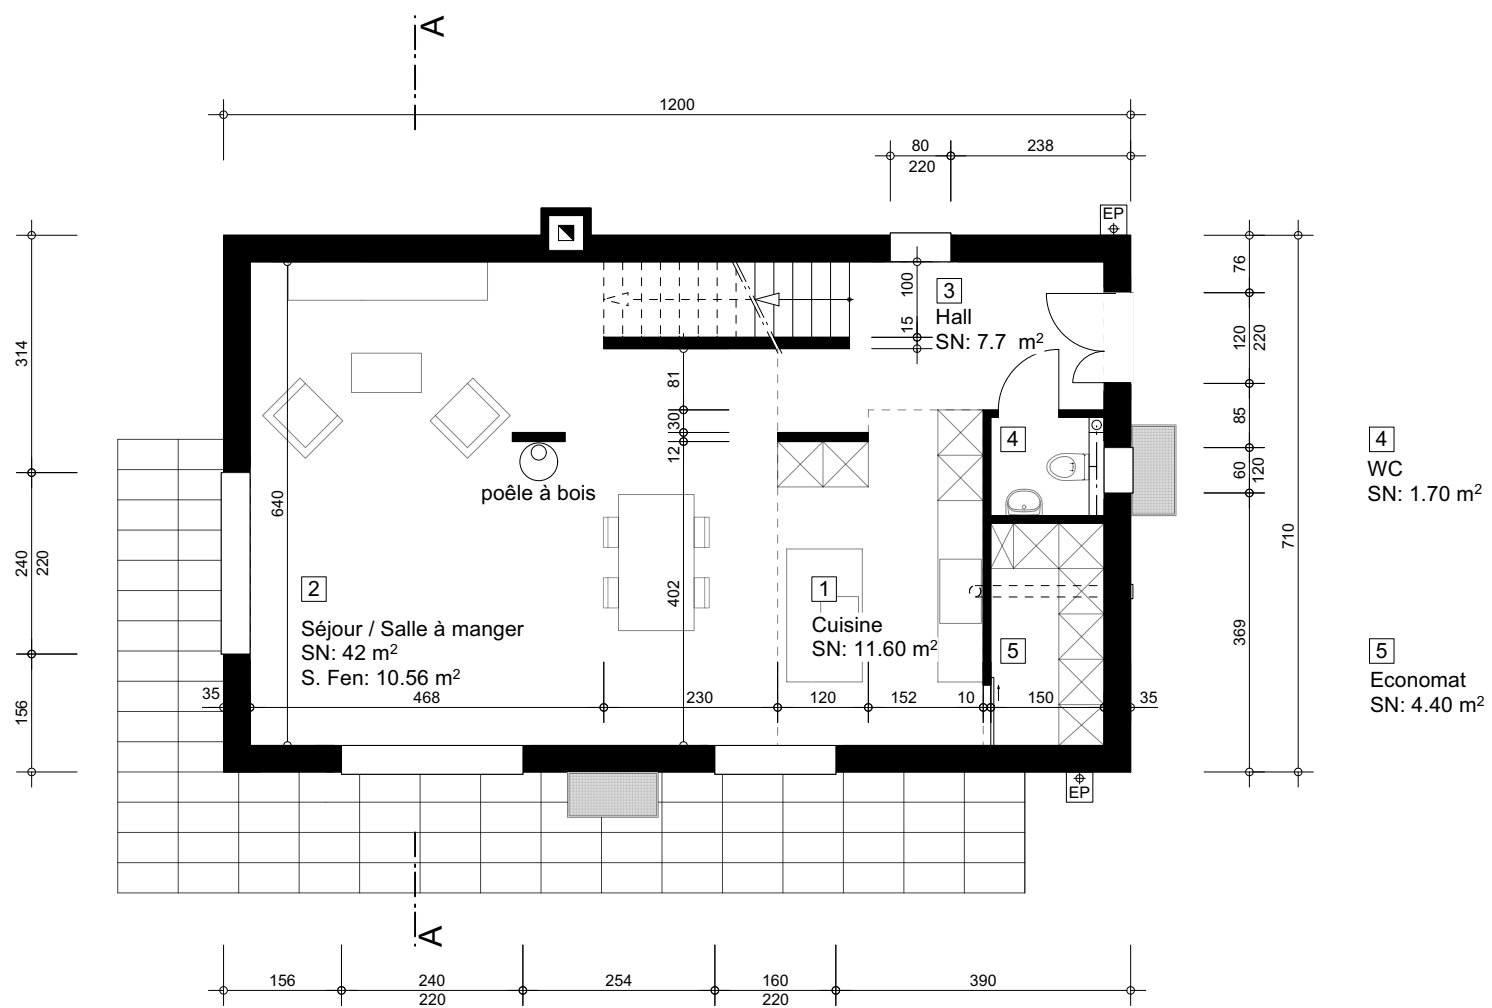 A
1200
80
238
220
EP
314
240
220
156
76
120
220
85
60
120
369
710
100
15
3
Hall
SN: 7.7 m²
81
30
12
402
640
poêle à bois
4
4
WC
SN: 1.70 m²
2
Séjour / Salle à manger
SN: 42 m²
S. Fen: 10.56 m²
1
Cuisine
SN: 11.60 m²
5
5
Economat
SN: 4.40 m²
35
468
230
120
152
10
150
35
EP
A
156
240
254
160
390
220
220